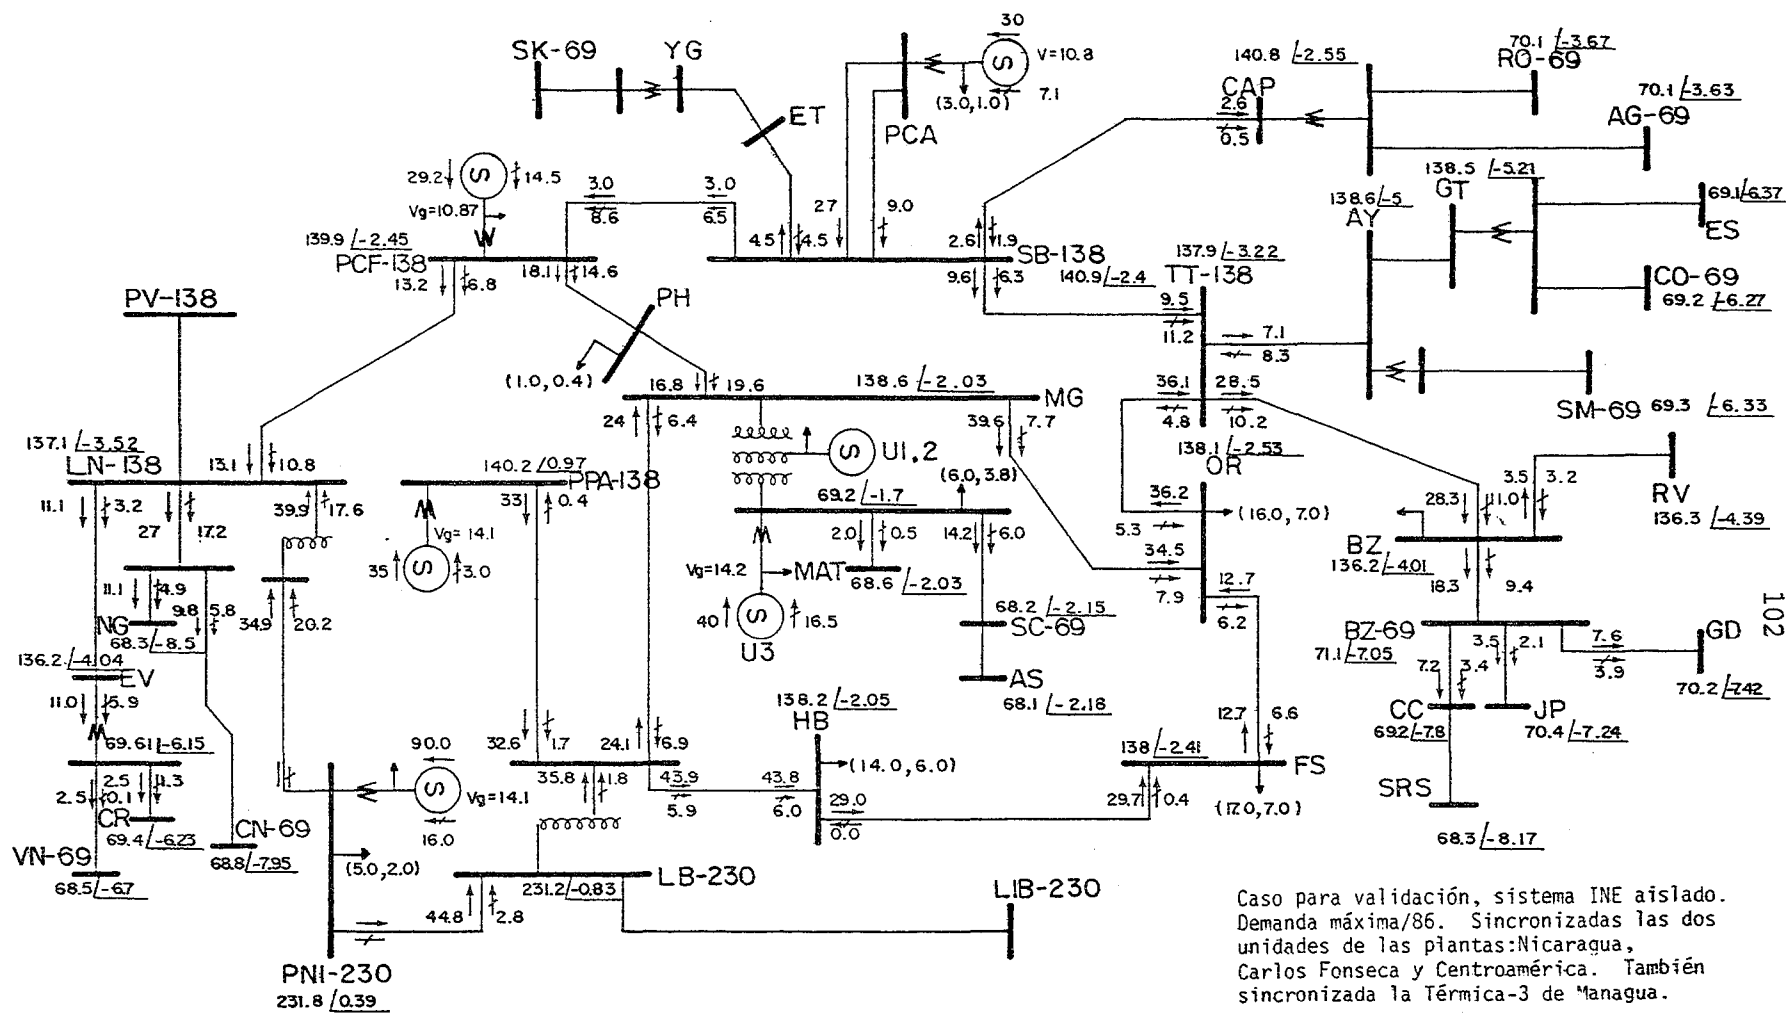 30
SK-69
YG
PCA
S
V=10.8
7.1
(3.0,1.0)
ET
140.8 /-2.55
CAP
2.6
0.5
70.1 /-3.67
RO-69
70.1 /-3.63
AG-69
138.5 /-5.21
GT
138.6 /-5
AY
69.1 /-6.37
ES
CO-69
69.2 /-6.27
29.2
S
14.5
Vg=10.87
3.0
8.6
3.0
6.5
27
9.0
4.5
4.5
2.6
1.9
SB-138
139.9 /-2.45
PCF-138
13.2
6.8
18.1
14.6
9.6
6.3
140.9 /-2.4
137.9 /-3.22
TT-138
9.5
11.2
7.1
8.3
PV-138
PH
(1.0,0.4)
16.8
19.6
138.6 /-2.03
MG
36.1
4.8
28.5
10.2
SM-69
69.3 /-6.33
24
6.4
39.6
7.7
138.1 /-2.53
OR
137.1 /-3.52
LN-138
13.1
10.8
140.2 /0.97
PPA-138
S
U1,2
(6.0,3.8)
69.2 /-1.7
3.5
3.2
RV
136.3 /-4.39
11.1
3.2
27
17.2
39.9
17.6
33
0.4
36.2
5.3
(16.0,7.0)
28.3
11.0
BZ
136.2 /-4.01
Vg= 14.1
35
S
3.0
2.0
0.5
14.2
6.0
34.5
7.9
18.3
9.4
Vg=14.2
MAT
68.6 /-2.03
12.7
6.2
11.1
4.9
9.8
5.8
34.9
20.2
40
S
16.5
U3
68.2 /-2.15
SC-69
NG
68.3 /-8.5
BZ-69
71.1 /-7.05
3.5
2.1
7.6
3.9
GD
70.2 /-7.42
136.2 /-4.04
EV
AS
68.1 /-2.18
7.2
3.4
CC
69.2 /-7.8
JP
70.4 /-7.24
11.0
5.9
138.2 /-2.05
HB
12.7
6.6
69.61 /-6.15
90.0
32.6
1.7
24.1
6.9
(14.0,6.0)
138 /-2.41
FS
2.5
1.3
2.5
0.1
CR
69.4 /-6.23
S
Vg=14.1
16.0
35.8
1.8
43.9
5.9
43.8
6.0
29.0
0.0
29.7
0.4
(17.0,7.0)
SRS
68.3 /-8.17
CN-69
68.8 /-7.95
VN-69
68.5 /-6.7
(5.0,2.0)
231.2 /-0.83
LB-230
LIB-230
44.8
2.8
PNI-230
231.8 /0.39
Caso para validación, sistema INE aislado.
Demanda máxima/86. Sincronizadas las dos
unidades de las plantas:Nicaragua,
Carlos Fonseca y Centroamérica. También
sincronizada la Térmica-3 de Managua.
102